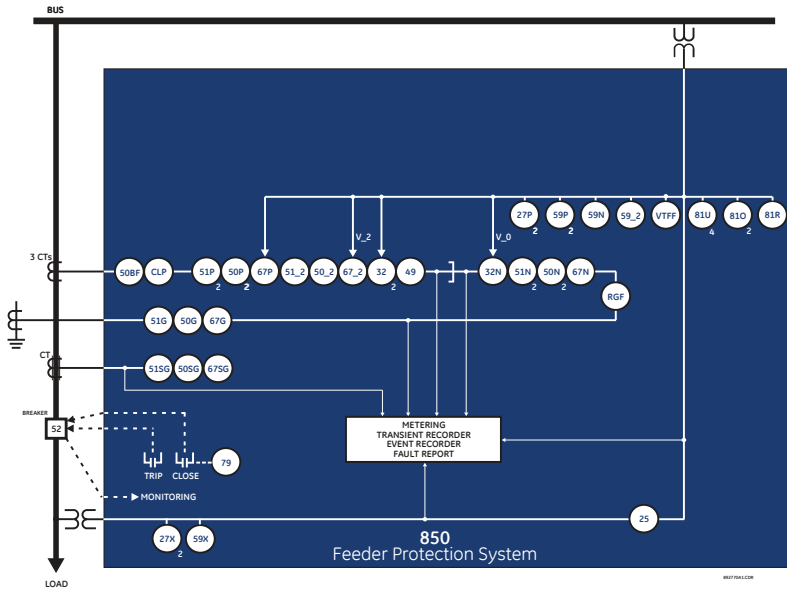 BUS
27P
59P
59N
59_2
VTFF
81U
81O
81R
2
2
4
2
V_2
V_0
3 CTs
50BF
CLP
51P
50P
67P
51_2
50_2
67_2
32
49
32N
51N
50N
67N
2
2
2
2
2
RGF
51G
50G
67G
CT
51SG
50SG
67SG
BREAKER
52
METERING
TRANSIENT RECORDER
EVENT RECORDER
FAULT REPORT
79
TRIP
CLOSE
MONITORING
25
27X
59X
2
850
Feeder Protection System
LOAD